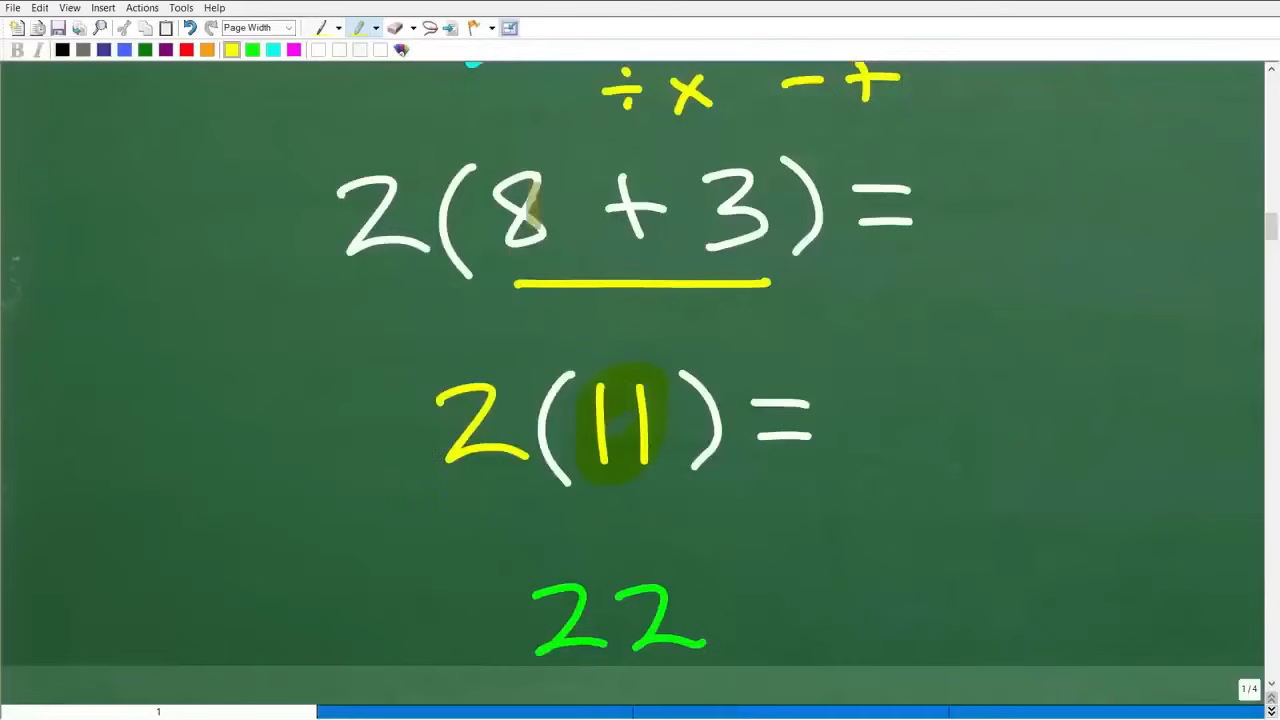 File Edit View Insert Actions Tools Help
Page Width
B I
÷ x - +
2(8 + 3) =
2(11) =
22
1/4
1